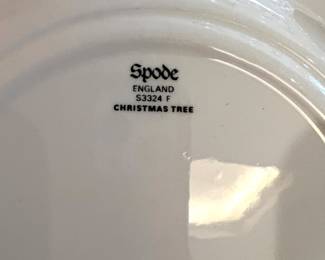 Spode
ENGLAND
S3324 F
CHRISTMAS TREE